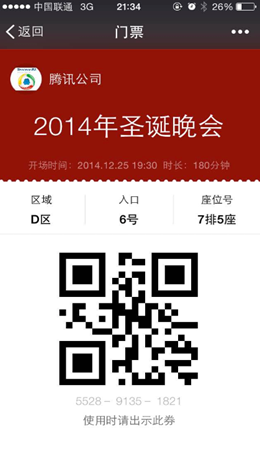 中国联通 3G 21:34 26%
返回 门票
腾讯公司
2014年圣诞晚会
开场时间：2014.12.25 19:30 时长：180分钟
区域 入口 座位号
D区 6号 7排5座
5528 – 9135 – 1821
使用时请出示此券